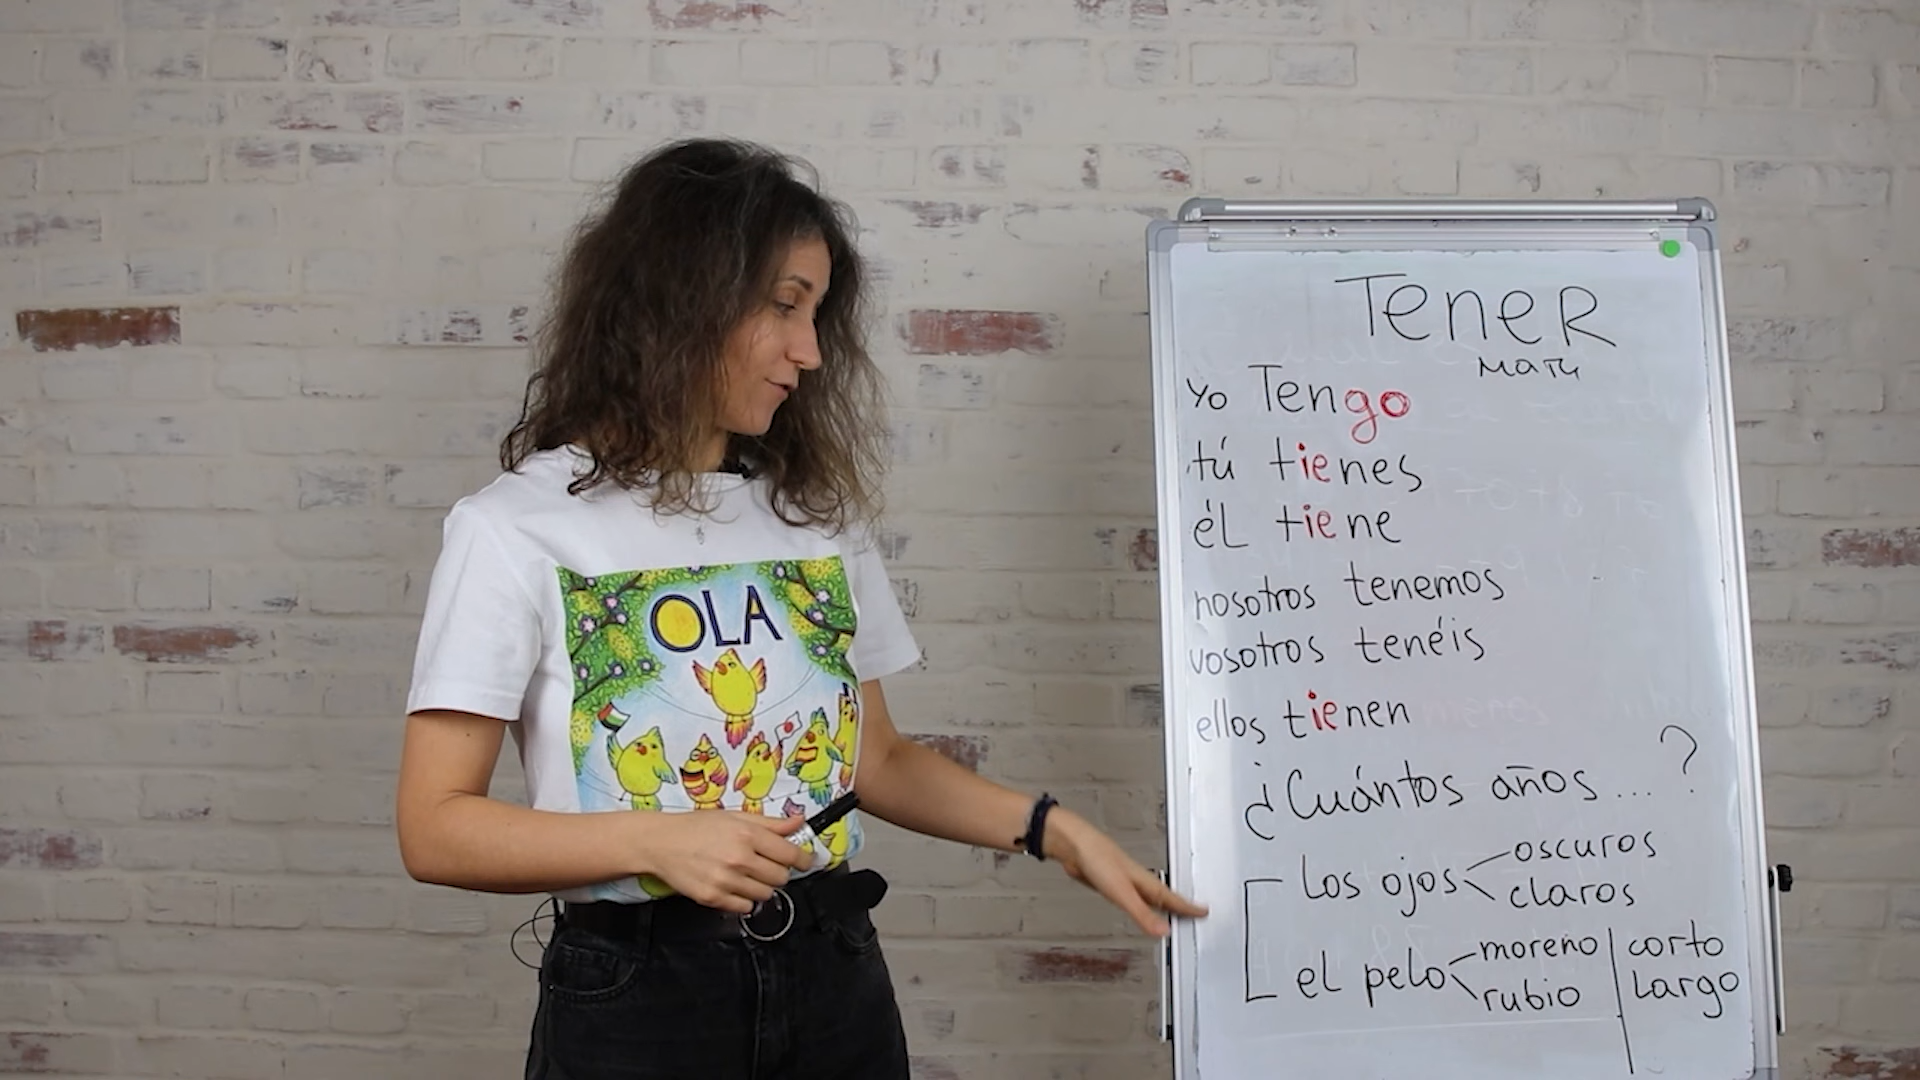 OLA
TeneR
мати
yo Tengo
tú tienes
éL tiene
nosotros tenemos
vosotros tenéis
ellos tienen
¿Cuántos años...?
Los ojos oscuros
claros
el pelo moreno corto
rubio Largo